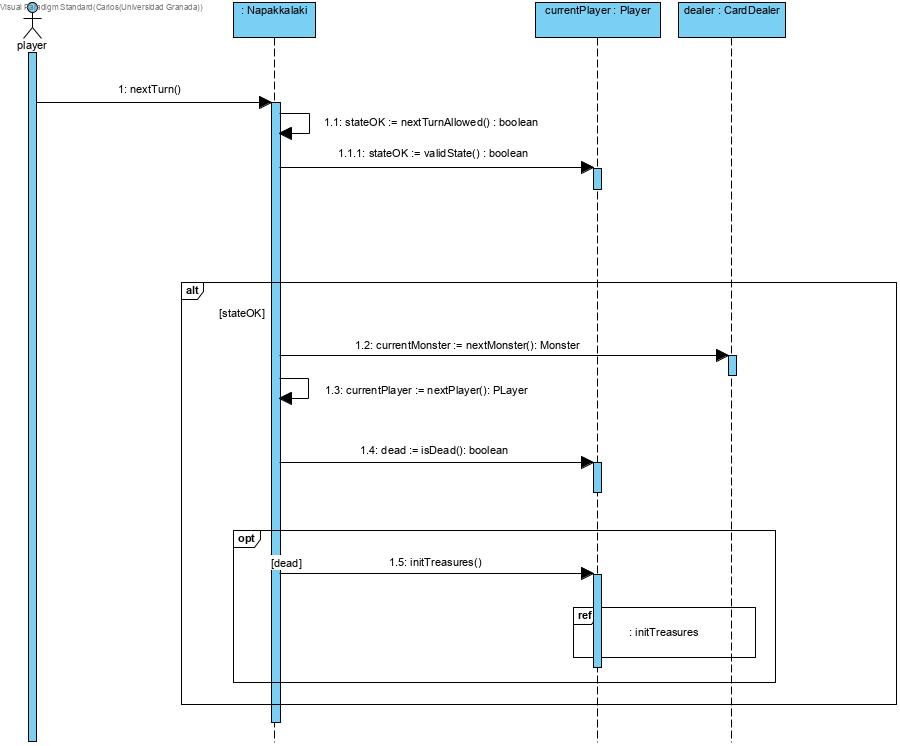 Visual Paradigm Standard(Carlos(Universidad Granada))
: Napakkalaki
currentPlayer : Player
dealer : CardDealer
player
1: nextTurn()
1.1: stateOK := nextTurnAllowed() : boolean
1.1.1: stateOK := validState() : boolean
alt
[stateOK]
1.2: currentMonster := nextMonster(): Monster
1.3: currentPlayer := nextPlayer(): PLayer
1.4: dead := isDead(): boolean
opt
[dead]
1.5: initTreasures()
ref
: initTreasures